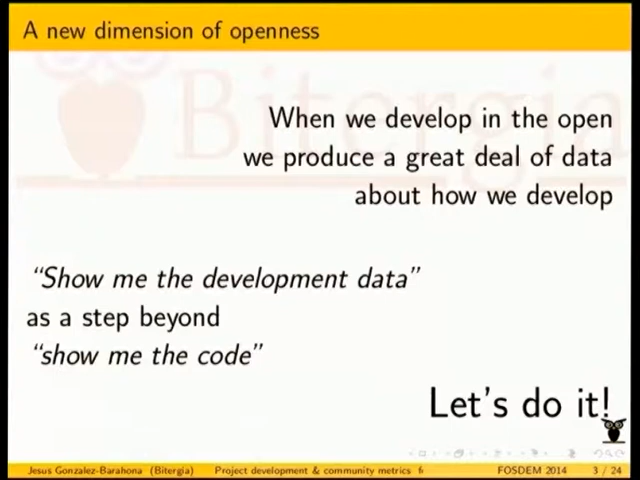 A new dimension of openness
Bitergia
When we develop in the open
we produce a great deal of data
about how we develop
“Show me the development data”
as a step beyond
“show me the code”
Let's do it!
Jesus Gonzalez-Barahona (Bitergia) Project development & community metrics FOSDEM 2014 3 / 24